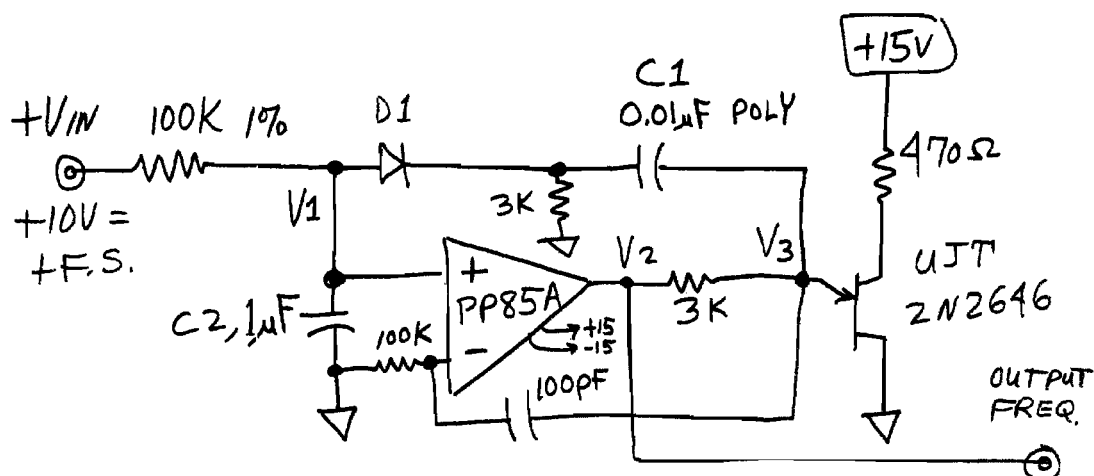 +VIN
100K 1%
D1
C1
0.01µF POLY
+15V
470Ω
+10V =
+F.S.
V1
3K
V2
3K
V3
UJT
2N2646
C2, 1µF
100K
+
PP85A
-
+15
-15
100pF
OUTPUT
FREQ.